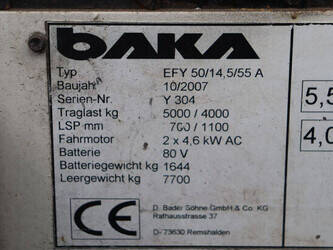 BAKA
Typ EFY 50/14,5/55 A
Baujahr 10/2007
Serien-Nr. Y 304
Traglast kg 5000 / 4000
LSP mm 700 / 1100
Fahrmotor 2 x 4,6 kW AC
Batterie 80 V
Batteriegewicht kg 1644
Leergewicht kg 7700
5,5
4,0
CE
D. Bader Söhne GmbH & Co. KG
Rathausstrasse 37
D- 73630 Remshalden